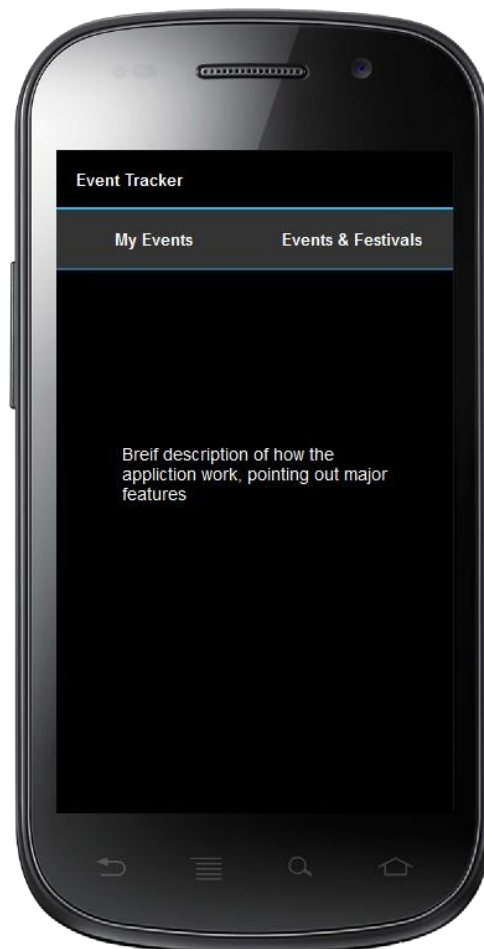 Event Tracker
My Events Events & Festivals
Breif description of how the
appliction work, pointing out major
features